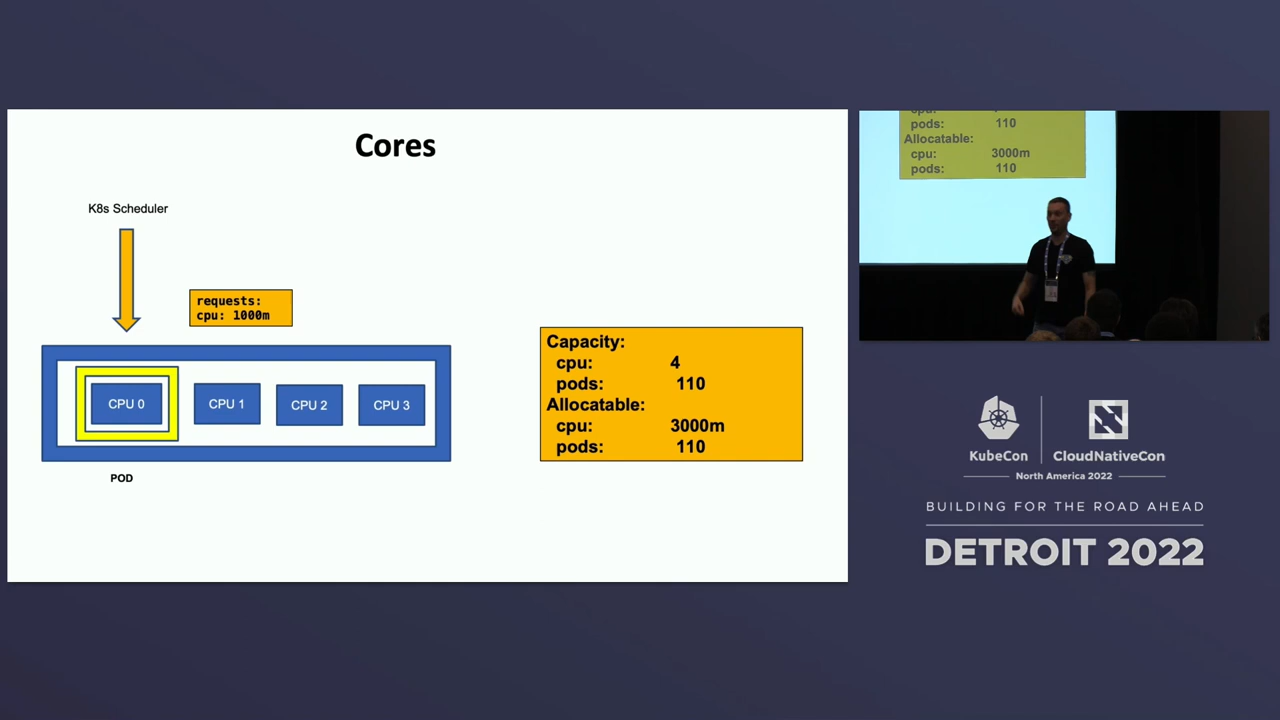 Cores
K8s Scheduler
requests:
cpu: 1000m
CPU 0
CPU 1
CPU 2
CPU 3
POD
Capacity:
cpu: 4
pods: 110
Allocatable:
cpu: 3000m
pods: 110
pods: 110
Allocatable:
cpu: 3000m
pods: 110
KubeCon
CloudNativeCon
North America 2022
BUILDING FOR THE ROAD AHEAD
DETROIT 2022